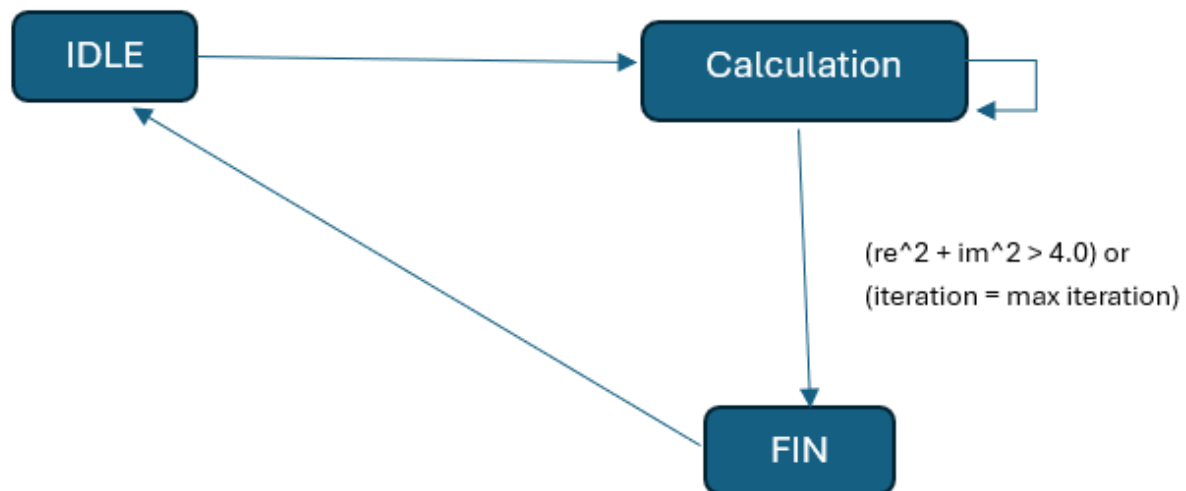 IDLE
Calculation
(re^2 + im^2 > 4.0) or
(iteration = max iteration)
FIN